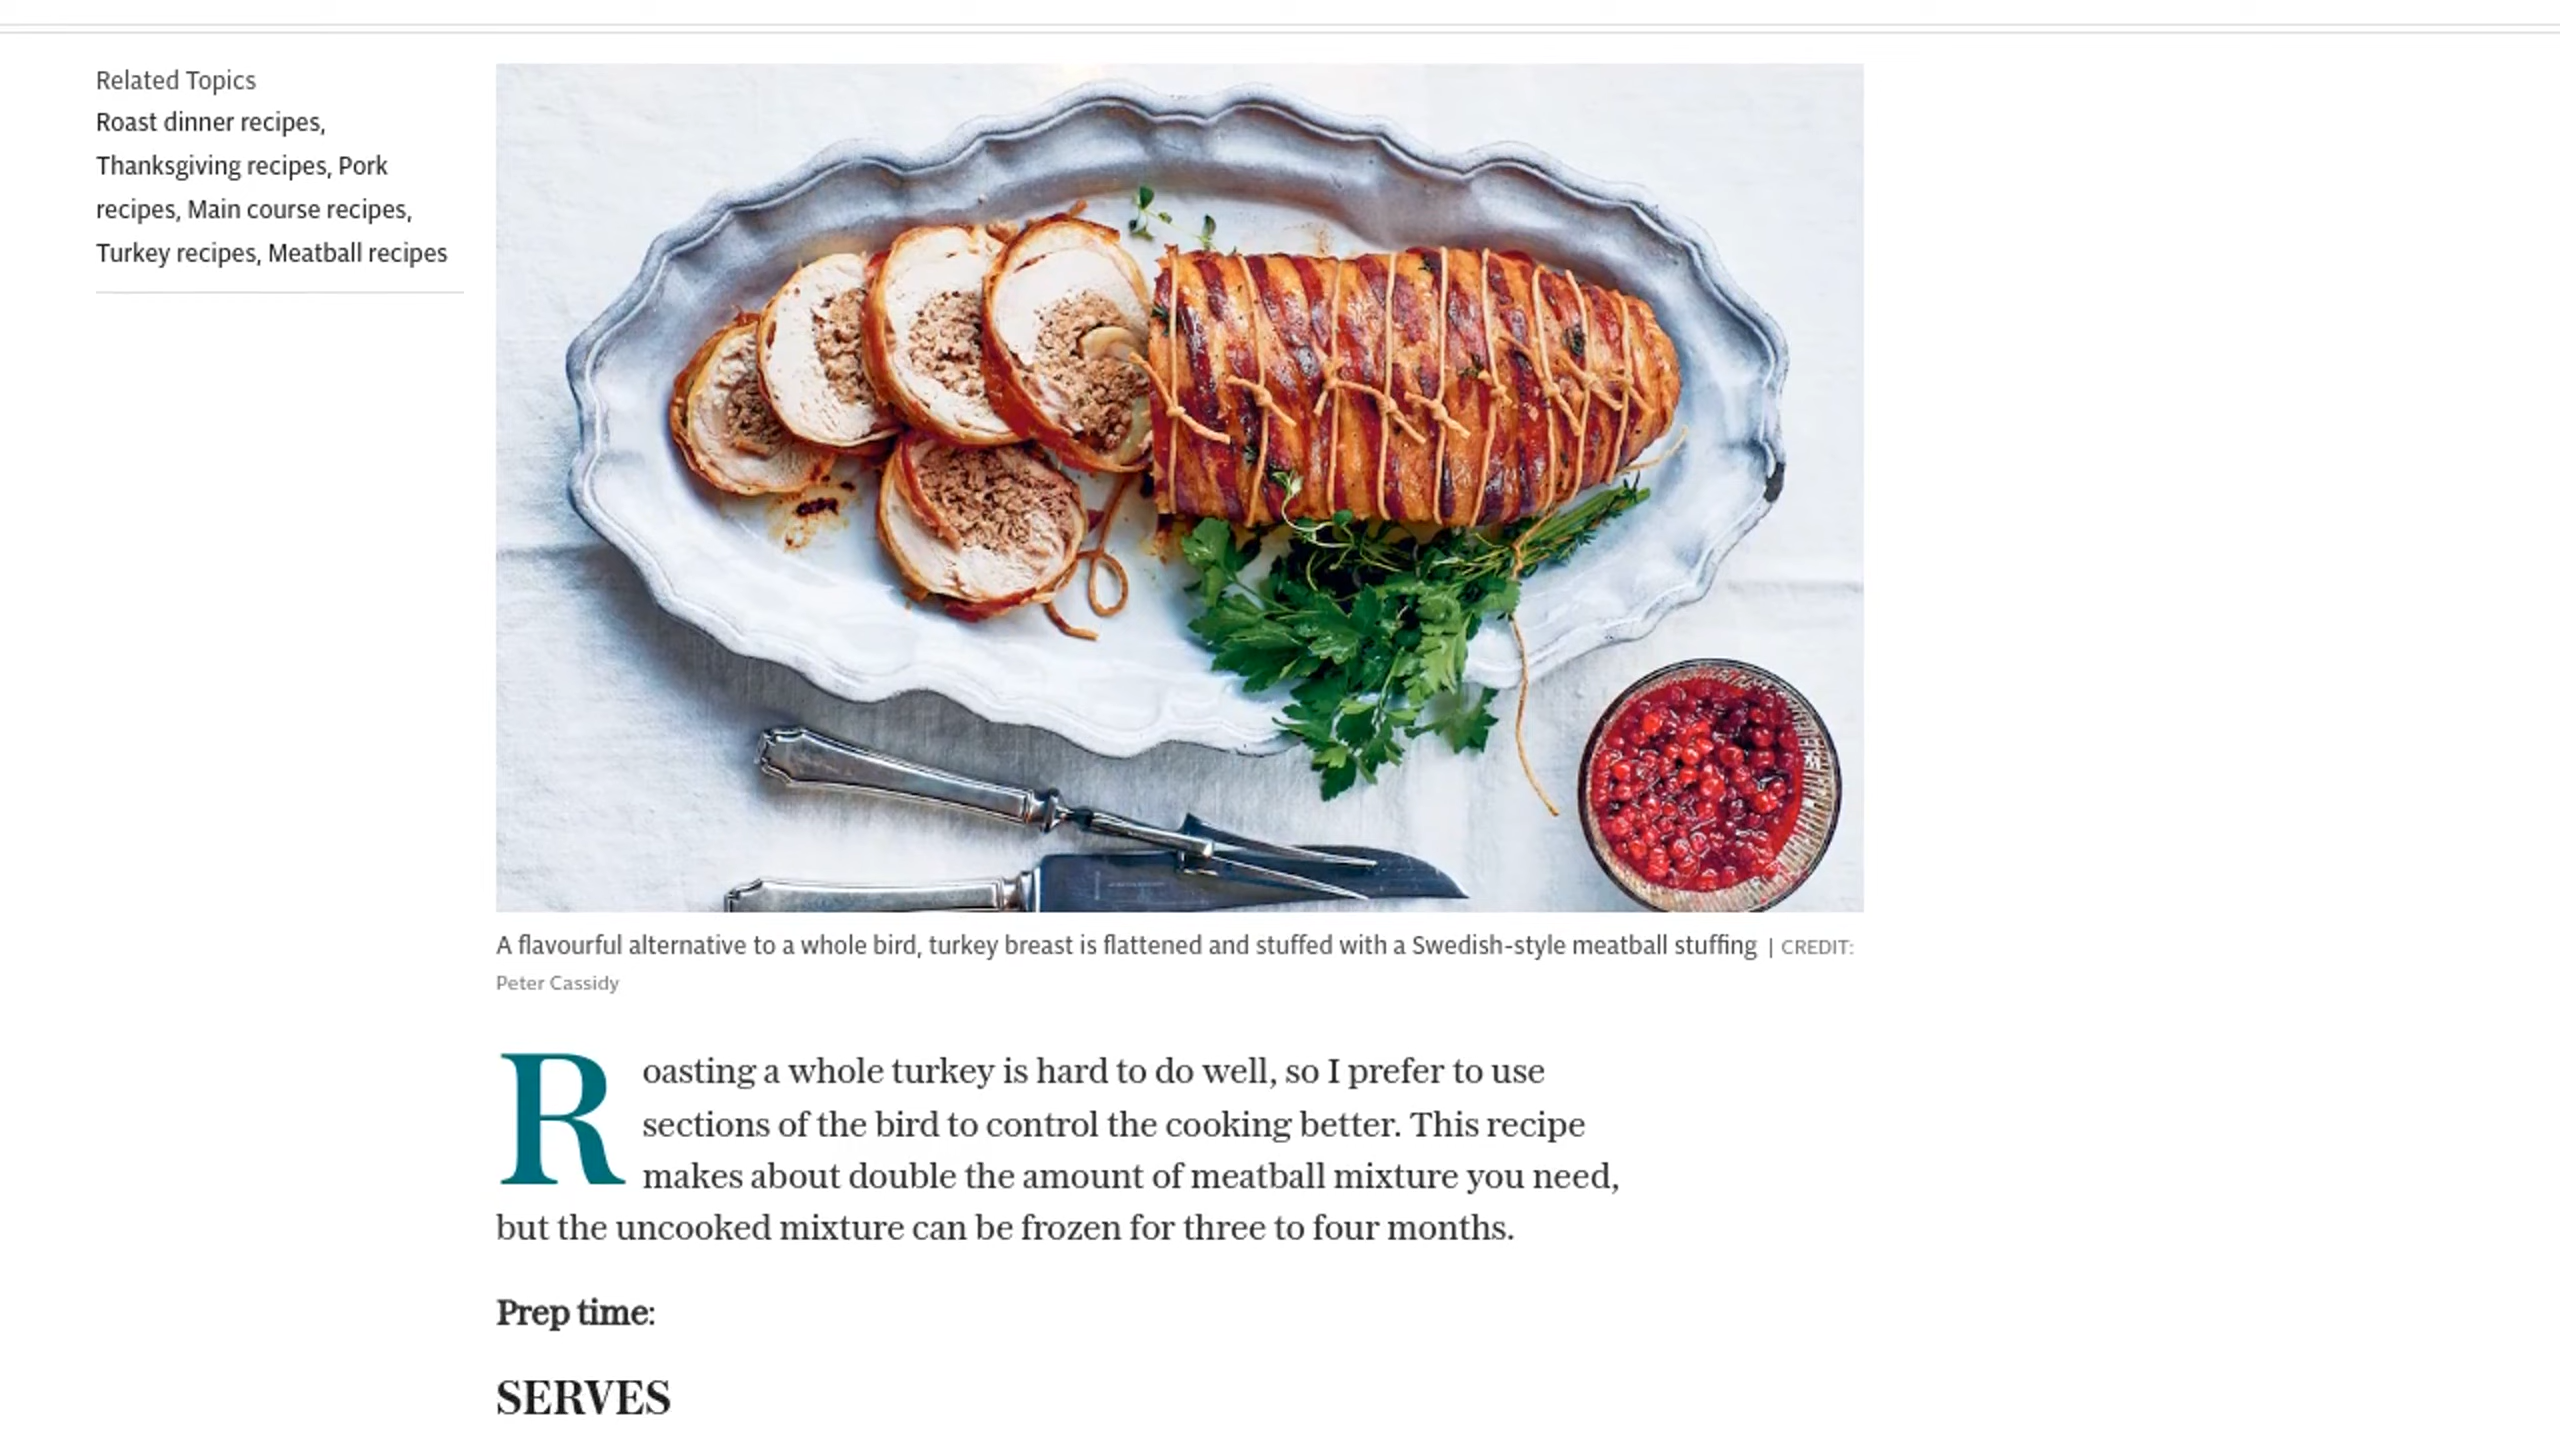 Related Topics
Roast dinner recipes,
Thanksgiving recipes, Pork
recipes, Main course recipes,
Turkey recipes, Meatball recipes
A flavourful alternative to a whole bird, turkey breast is flattened and stuffed with a Swedish-style meatball stuffing | CREDIT:
Peter Cassidy
Roasting a whole turkey is hard to do well, so I prefer to use
sections of the bird to control the cooking better. This recipe
makes about double the amount of meatball mixture you need,
but the uncooked mixture can be frozen for three to four months.
Prep time:
SERVES